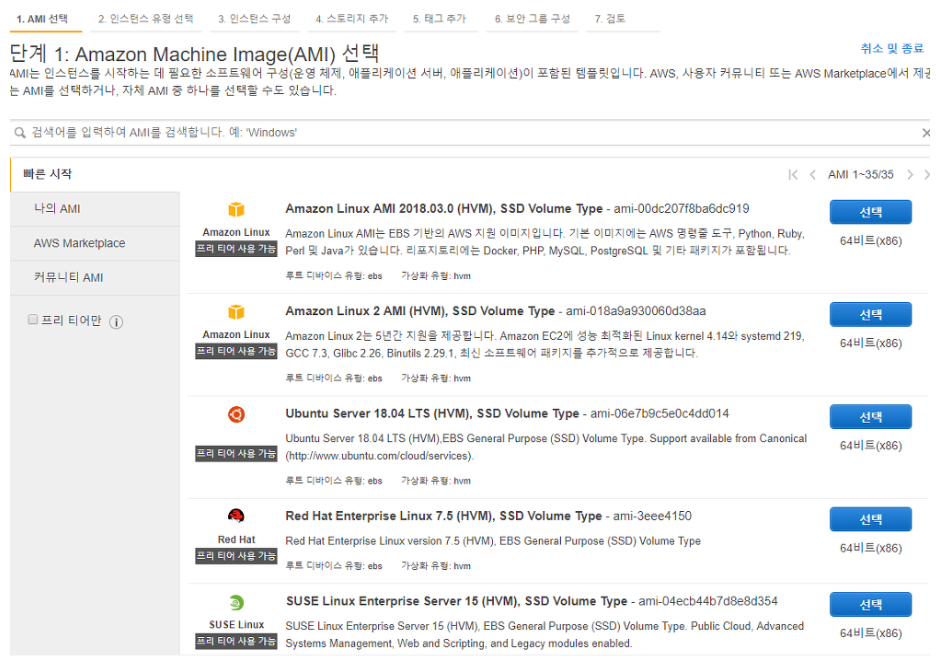 1. AMI 선택 2. 인스턴스 유형 선택 3. 인스턴스 구성 4. 스토리지 추가 5. 태그 추가 6. 보안 그룹 구성 7. 검토
단계 1: Amazon Machine Image(AMI) 선택
취소 및 종료
AMI는 인스턴스를 시작하는 데 필요한 소프트웨어 구성(운영 체제, 애플리케이션 서버, 애플리케이션)이 포함된 템플릿입니다. AWS, 사용자 커뮤니티 또는 AWS Marketplace에서 제공
는 AMI를 선택하거나, 자체 AMI 중 하나를 선택할 수도 있습니다.
검색어를 입력하여 AMI를 검색합니다. 예: 'Windows'
빠른 시작
AMI 1~35/35
나의 AMI
AWS Marketplace
커뮤니티 AMI
프리 티어만
Amazon Linux
프리 티어 사용 가능
Amazon Linux AMI 2018.03.0 (HVM), SSD Volume Type - ami-00dc207f8ba6dc919
Amazon Linux AMI는 EBS 기반의 AWS 지원 이미지입니다. 기본 이미지에는 AWS 명령줄 도구, Python, Ruby,
Perl 및 Java가 있습니다. 리포지토리에는 Docker, PHP, MySQL, PostgreSQL 및 기타 패키지가 포함됩니다.
루트 디바이스 유형: ebs 가상화 유형: hvm
선택
64비트(x86)
Amazon Linux
프리 티어 사용 가능
Amazon Linux 2 AMI (HVM), SSD Volume Type - ami-018a9a930060d38aa
Amazon Linux 2는 5년간 지원을 제공합니다. Amazon EC2에 성능 최적화된 Linux kernel 4.14와 systemd 219,
GCC 7.3, Glibc 2.26, Binutils 2.29.1, 최신 소프트웨어 패키지를 추가적으로 제공합니다.
루트 디바이스 유형: ebs 가상화 유형: hvm
선택
64비트(x86)
프리 티어 사용 가능
Ubuntu Server 18.04 LTS (HVM), SSD Volume Type - ami-06e7b9c5e0c4dd014
Ubuntu Server 18.04 LTS (HVM),EBS General Purpose (SSD) Volume Type. Support available from Canonical
(http://www.ubuntu.com/cloud/services).
루트 디바이스 유형: ebs 가상화 유형: hvm
선택
64비트(x86)
Red Hat
프리 티어 사용 가능
Red Hat Enterprise Linux 7.5 (HVM), SSD Volume Type - ami-3eee4150
Red Hat Enterprise Linux version 7.5 (HVM), EBS General Purpose (SSD) Volume Type
루트 디바이스 유형: ebs 가상화 유형: hvm
선택
64비트(x86)
SUSE Linux
프리 티어 사용 가능
SUSE Linux Enterprise Server 15 (HVM), SSD Volume Type - ami-04ecb44b7d8e8d354
SUSE Linux Enterprise Server 15 (HVM), EBS General Purpose (SSD) Volume Type. Public Cloud, Advanced
Systems Management, Web and Scripting, and Legacy modules enabled.
선택
64비트(x86)